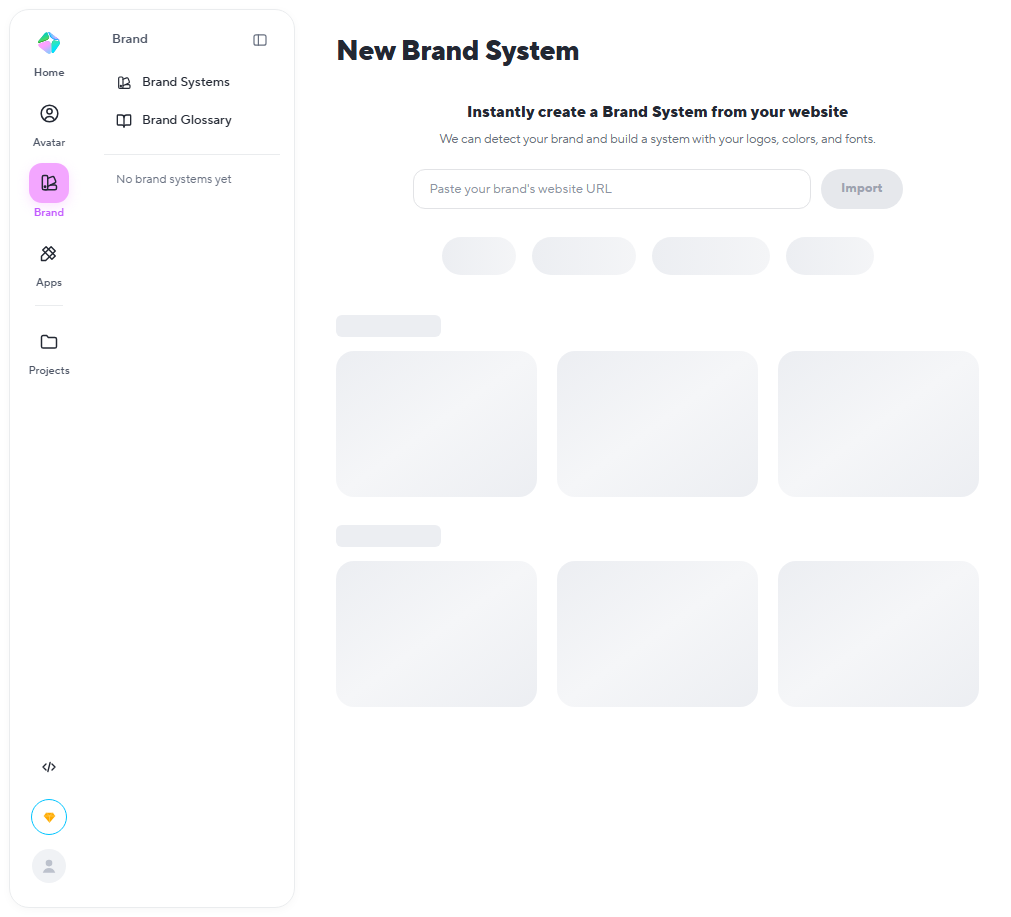 Home
Avatar
Brand
Apps
Projects
Brand
Brand Systems
Brand Glossary
No brand systems yet
New Brand System
Instantly create a Brand System from your website
We can detect your brand and build a system with your logos, colors, and fonts.
Paste your brand's website URL
Import